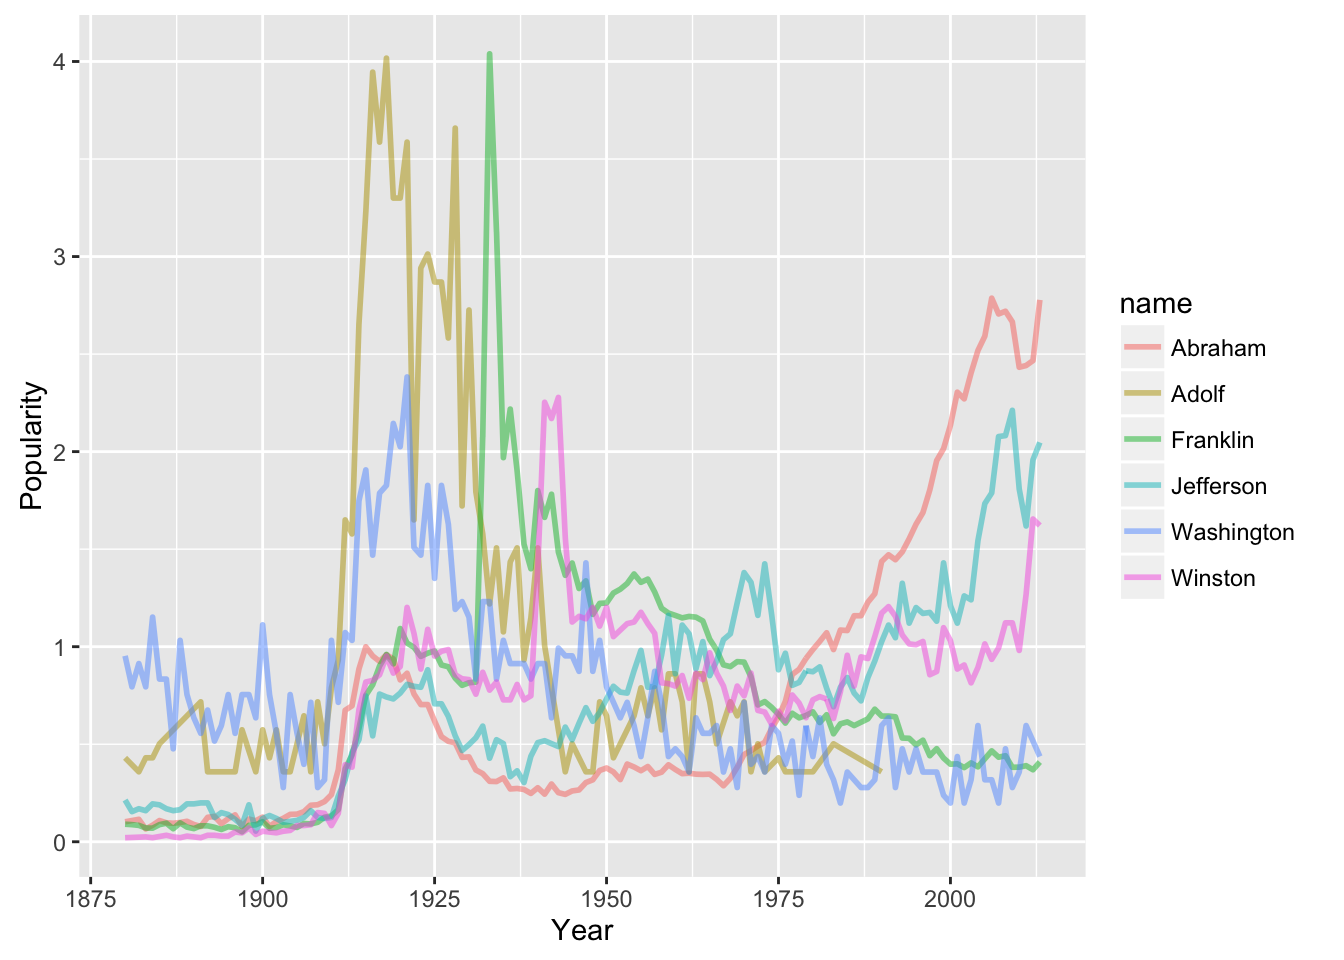 4
3
2
1
0
Popularity
1875
1900
1925
1950
1975
2000
Year
name
Abraham
Adolf
Franklin
Jefferson
Washington
Winston